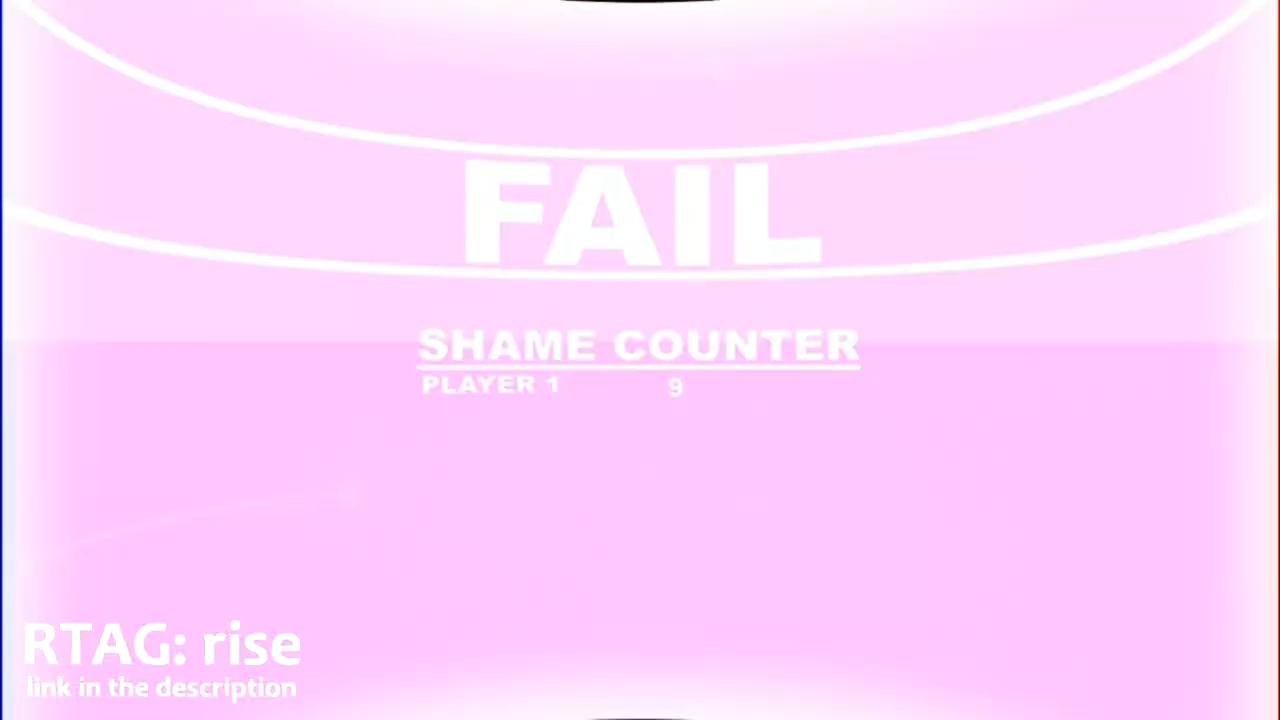 FAIL
SHAME COUNTER
PLAYER 1 9
RTAG: rise
link in the description